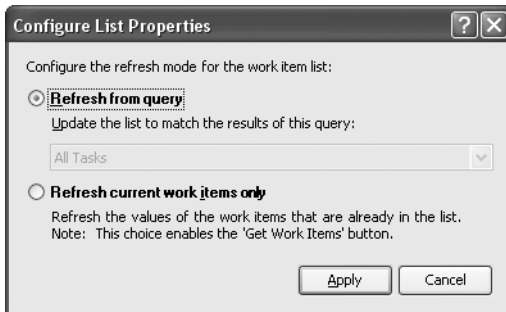 Configure List Properties
Configure the refresh mode for the work item list:
Refresh from query
Update the list to match the results of this query:
All Tasks
Refresh current work items only
Refresh the values of the work items that are already in the list.
Note: This choice enables the 'Get Work Items' button.
Apply Cancel